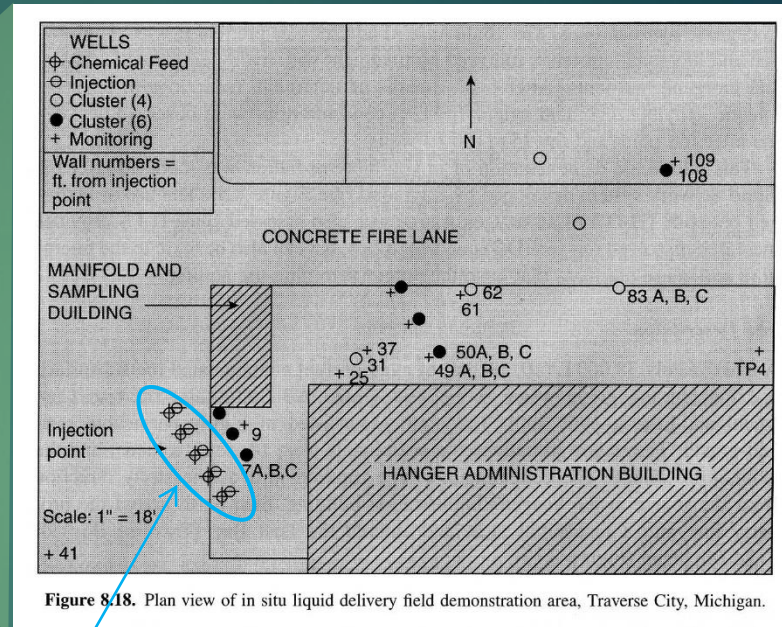 WELLS
Chemical Feed
Injection
Cluster (4)
Cluster (6)
+ Monitoring
Wall numbers =
ft. from injection
point
N
+ 109
108
CONCRETE FIRE LANE
MANIFOLD AND
SAMPLING
DUILDING
+
+ 62
61
83 A, B, C
+
+ 37
31
+ 25
50A, B, C
+ 49 A, B,C
+
TP4
Injection
point
+ 9
7A,B,C
HANGER ADMINISTRATION BUILDING
Scale: 1" = 18'
+ 41
Figure 8.18. Plan view of in situ liquid delivery field demonstration area, Traverse City, Michigan.